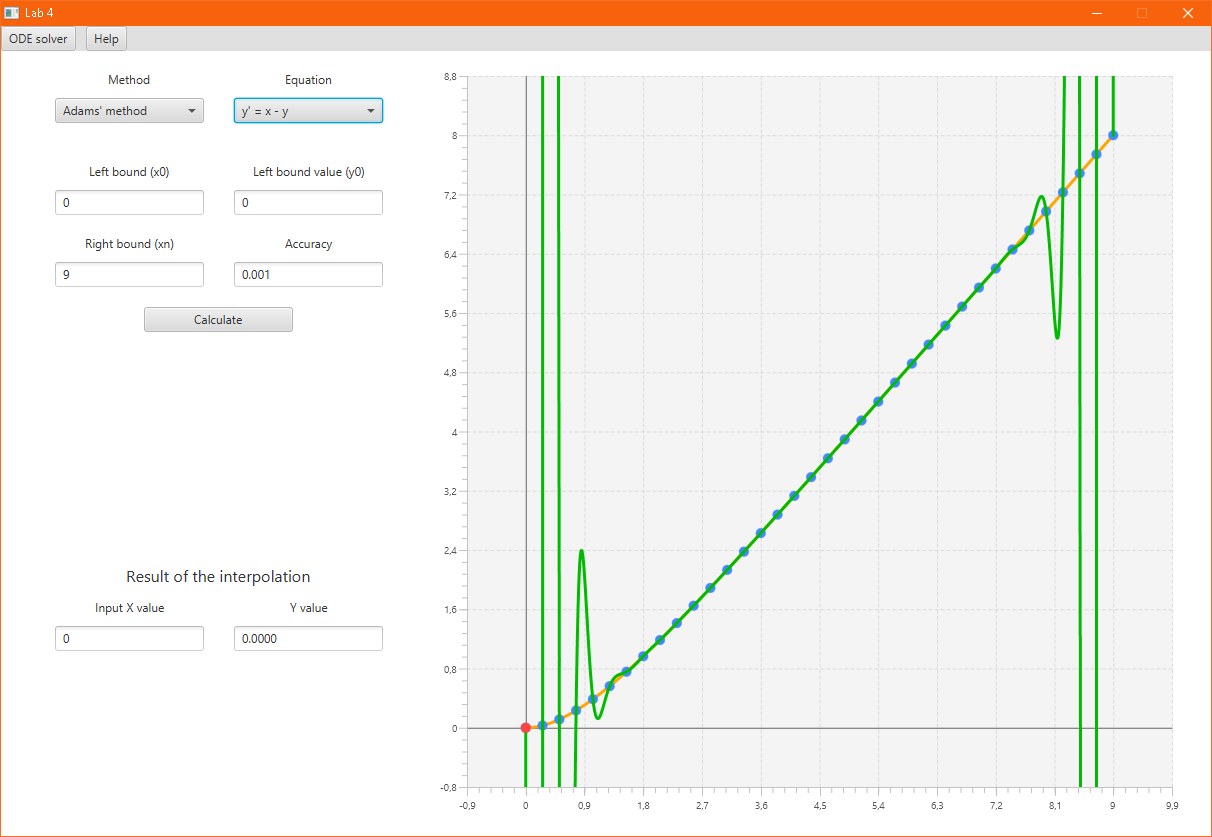 Lab 4
ODE solver Help
Method Equation
Adams' method y' = x - y
Left bound (x0) Left bound value (y0)
0 0
Right bound (xn) Accuracy
9 0.001
Calculate
Result of the interpolation
Input X value Y value
0 0.0000
8,8
8
7,2
6,4
5,6
4,8
4
3,2
2,4
1,6
0,8
0
-0,8
-0,9 0 0,9 1,8 2,7 3,6 4,5 5,4 6,3 7,2 8,1 9 9,9